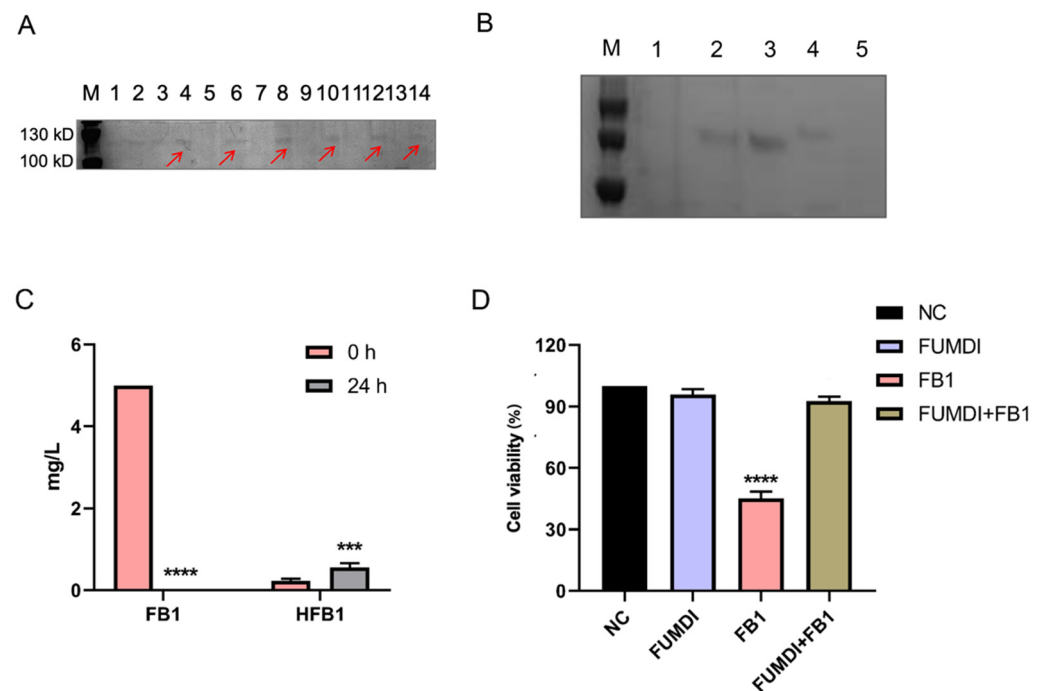 A
M 1 2 3 4 5 6 7 8 9 10 11 12 13 14
130 kD
100 kD
B
M 1 2 3 4 5
C
6
4
2
0
mg/L
0 h
24 h
****
***
FB1 HFB1
D
NC
FUMDI
FB1
FUMDI+FB1
120
90
60
30
0
Cell viability (%)
****
NC FUMDI FB1 FUMDI+FB1